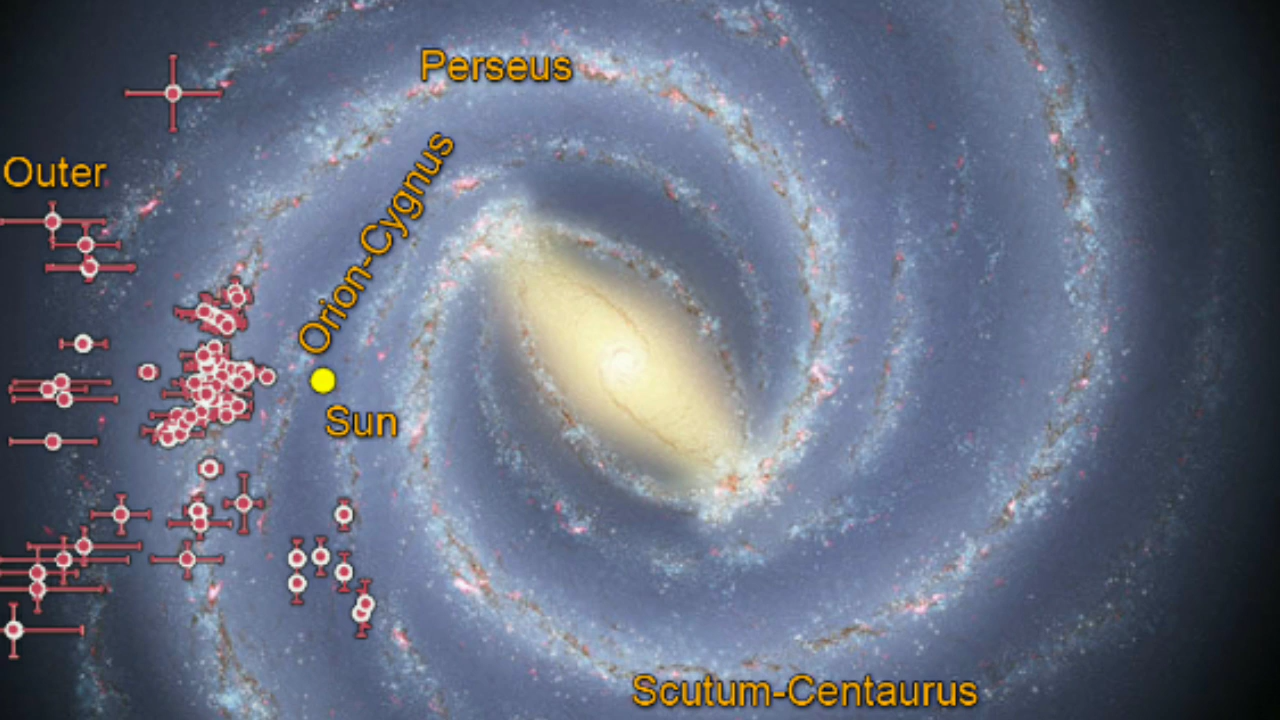 Perseus
Outer
Orion-Cygnus
Sun
Scutum-Centaurus